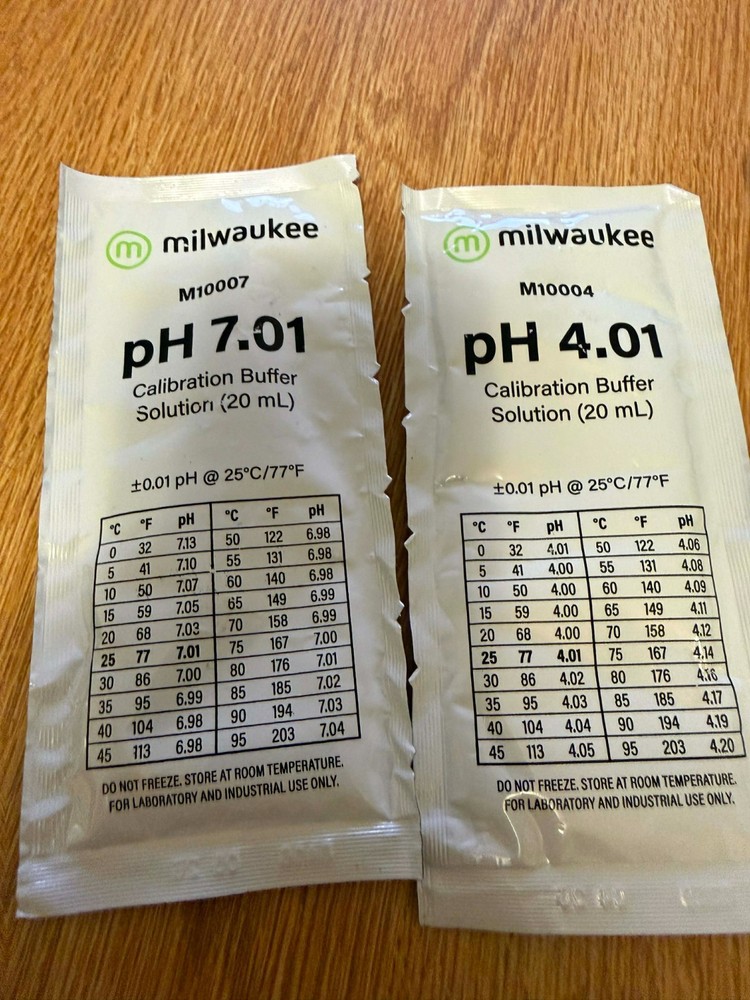 milwaukee
M10007
pH 7.01
Calibration Buffer
Solution (20 mL)
±0.01 pH @ 25°C/77°F
°C °F pH °C °F pH
0 32 7.13 50 122 6.98
5 41 7.10 55 131 6.98
10 50 7.07 60 140 6.98
15 59 7.05 65 149 6.99
20 68 7.03 70 158 6.99
25 77 7.01 75 167 7.00
30 86 7.00 80 176 7.01
35 95 6.99 85 185 7.02
40 104 6.98 90 194 7.03
45 113 6.98 95 203 7.04
DO NOT FREEZE. STORE AT ROOM TEMPERATURE.
FOR LABORATORY AND INDUSTRIAL USE ONLY.
milwaukee
M10004
pH 4.01
Calibration Buffer
Solution (20 mL)
±0.01 pH @ 25°C/77°F
°C °F pH °C °F pH
0 32 4.01 50 122 4.06
5 41 4.00 55 131 4.08
10 50 4.00 60 140 4.09
15 59 4.00 65 149 4.11
20 68 4.00 70 158 4.12
25 77 4.01 75 167 4.14
30 86 4.02 80 176 4.16
35 95 4.03 85 185 4.17
40 104 4.04 90 194 4.19
45 113 4.05 95 203 4.20
DO NOT FREEZE. STORE AT ROOM TEMPERATURE.
FOR LABORATORY AND INDUSTRIAL USE ONLY.